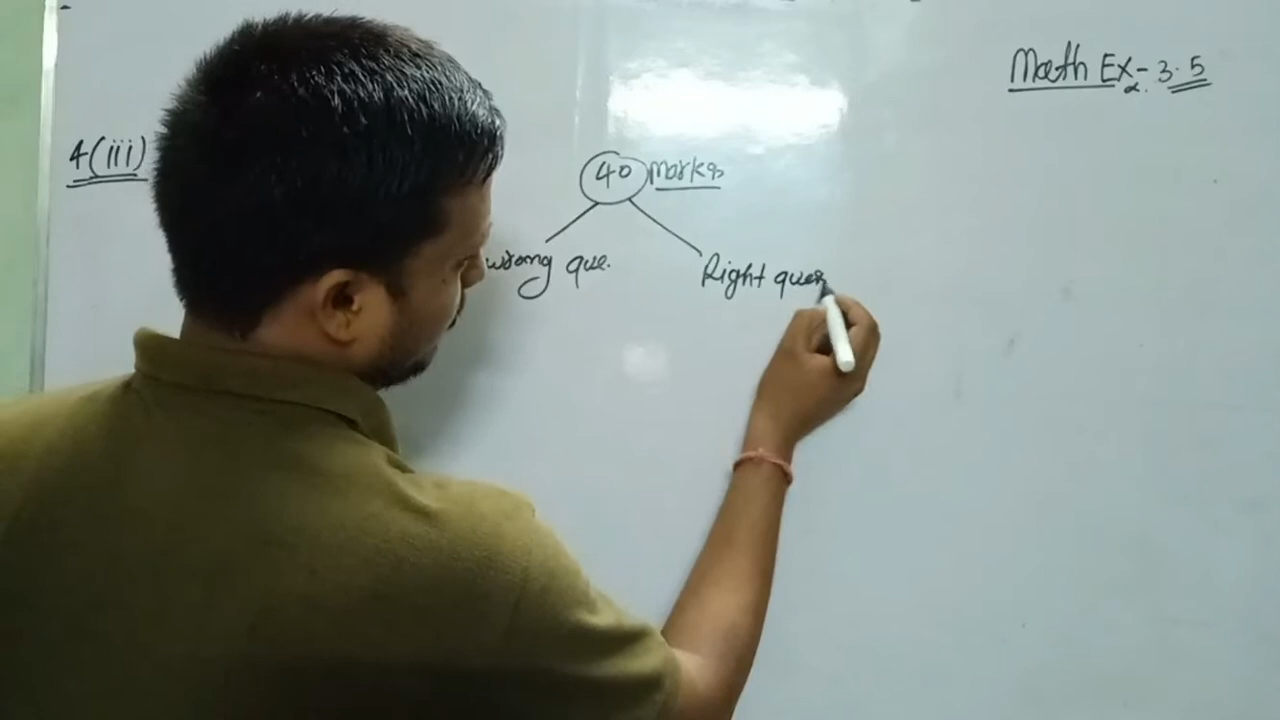 Math Ex- 3.5
4(iii)
40 marks
wrong que.
Right ques